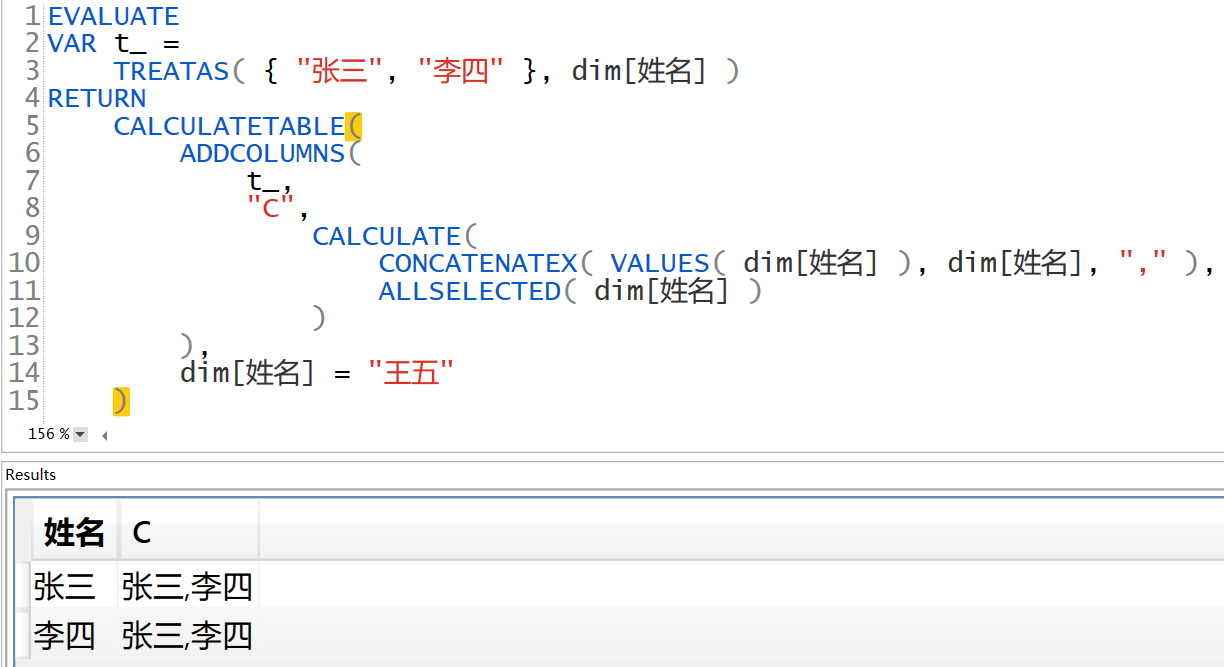 1 EVALUATE
2 VAR t_ =
3 TREATAS( { "张三", "李四" }, dim[姓名] )
4 RETURN
5 CALCULATETABLE(
6 ADDCOLUMNS(
7 t_,
8 "C",
9 CALCULATE(
10 CONCATENATEX( VALUES( dim[姓名] ), dim[姓名], "," ),
11 ALLSELECTED( dim[姓名] )
12 )
13 ),
14 dim[姓名] = "王五"
15 )
156 %
Results
姓名 C
张三 张三,李四
李四 张三,李四